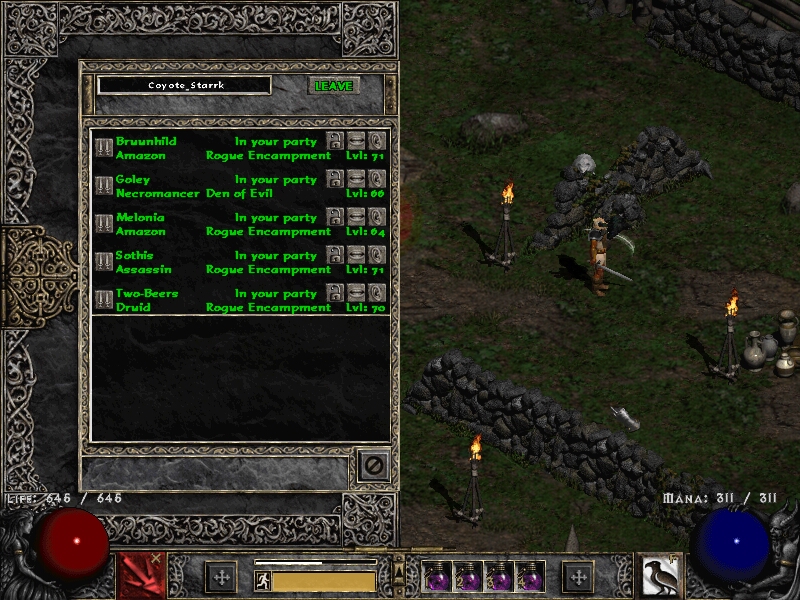 Coyote_Starrk LEAVE
Bruunhild In your party
Amazon Rogue Encampment Lvl: 71
Goley In your party
Necromancer Den of Evil Lvl: 66
Melonia In your party
Amazon Rogue Encampment Lvl: 64
Sothis In your party
Assassin Rogue Encampment Lvl: 71
Two-Beers In your party
Druid Rogue Encampment Lvl: 70
Life: 646 / 646 Mana: 311 / 311